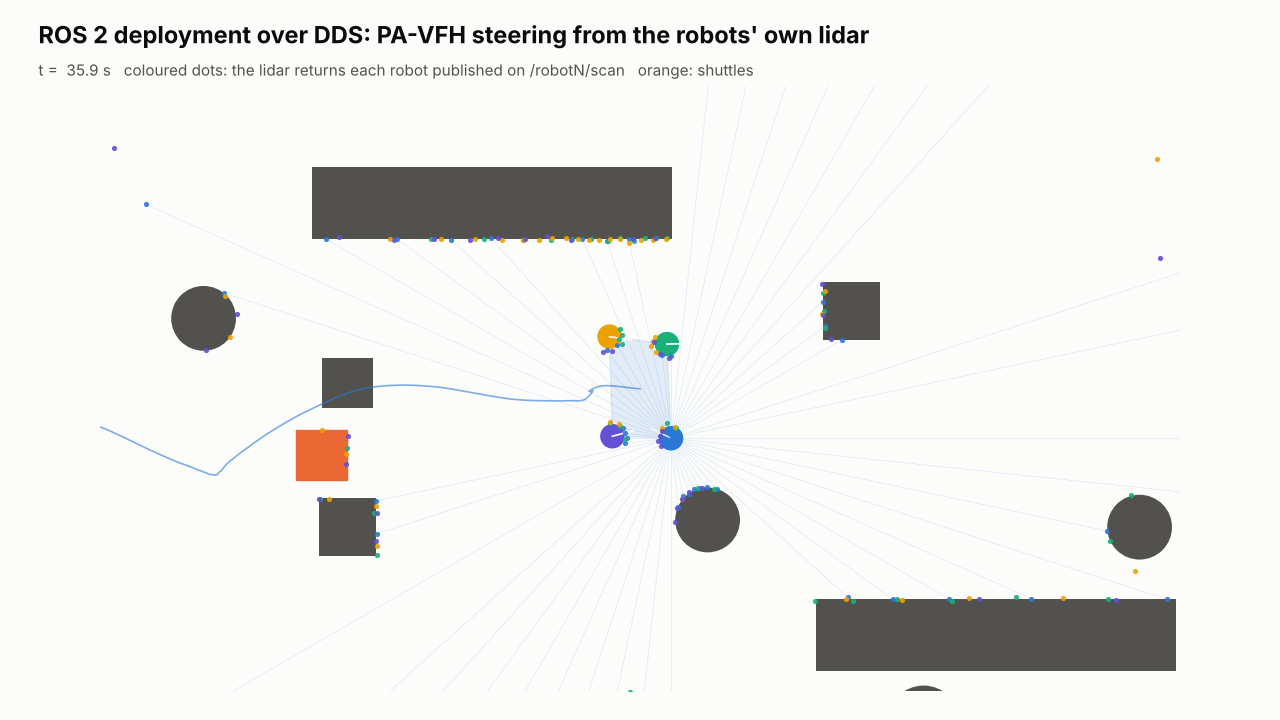 ROS 2 deployment over DDS: PA-VFH steering from the robots' own lidar
t =  35.9 s   coloured dots: the lidar returns each robot published on /robotN/scan   orange: shuttles